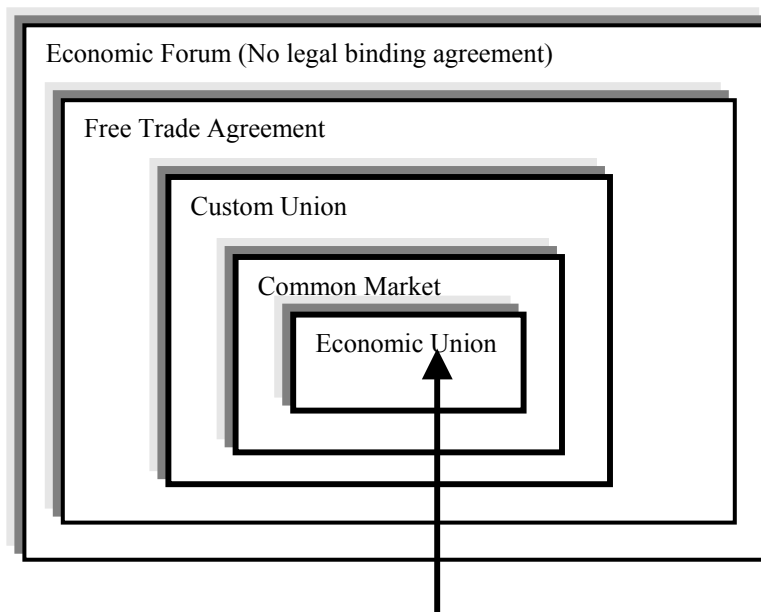 Economic Forum (No legal binding agreement)
Free Trade Agreement
Custom Union
Common Market
Economic Union